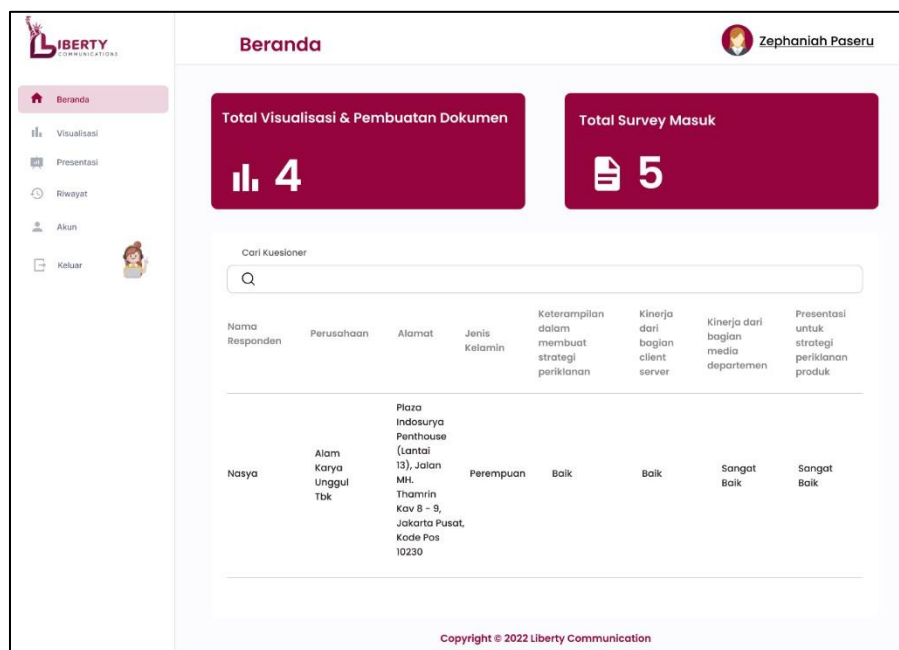 LIBERTY
COMMUNICATIONS
Beranda
Zephaniah Paseru
Beranda
Visualisasi
Presentasi
Riwayat
Akun
Keluar
Total Visualisasi & Pembuatan Dokumen
4
Total Survey Masuk
5
Cari Kuesioner
Nama
Responden
Perusahaan
Alamat
Jenis
Kelamin
Keterampilan
dalam
membuat
strategi
periklanan
Kinerja
dari
bagian
client
server
Kinerja dari
bagian
media
departemen
Presentasi
untuk
strategi
periklanan
produk
Nasya
Alam
Karya
Unggul
Tbk
Plaza
Indosurya
Penthouse
(Lantai
13), Jalan
MH.
Thamrin
Kav 8 - 9,
Jakarta Pusat,
Kode Pos
10230
Perempuan
Baik
Baik
Sangat
Baik
Sangat
Baik
Copyright © 2022 Liberty Communication